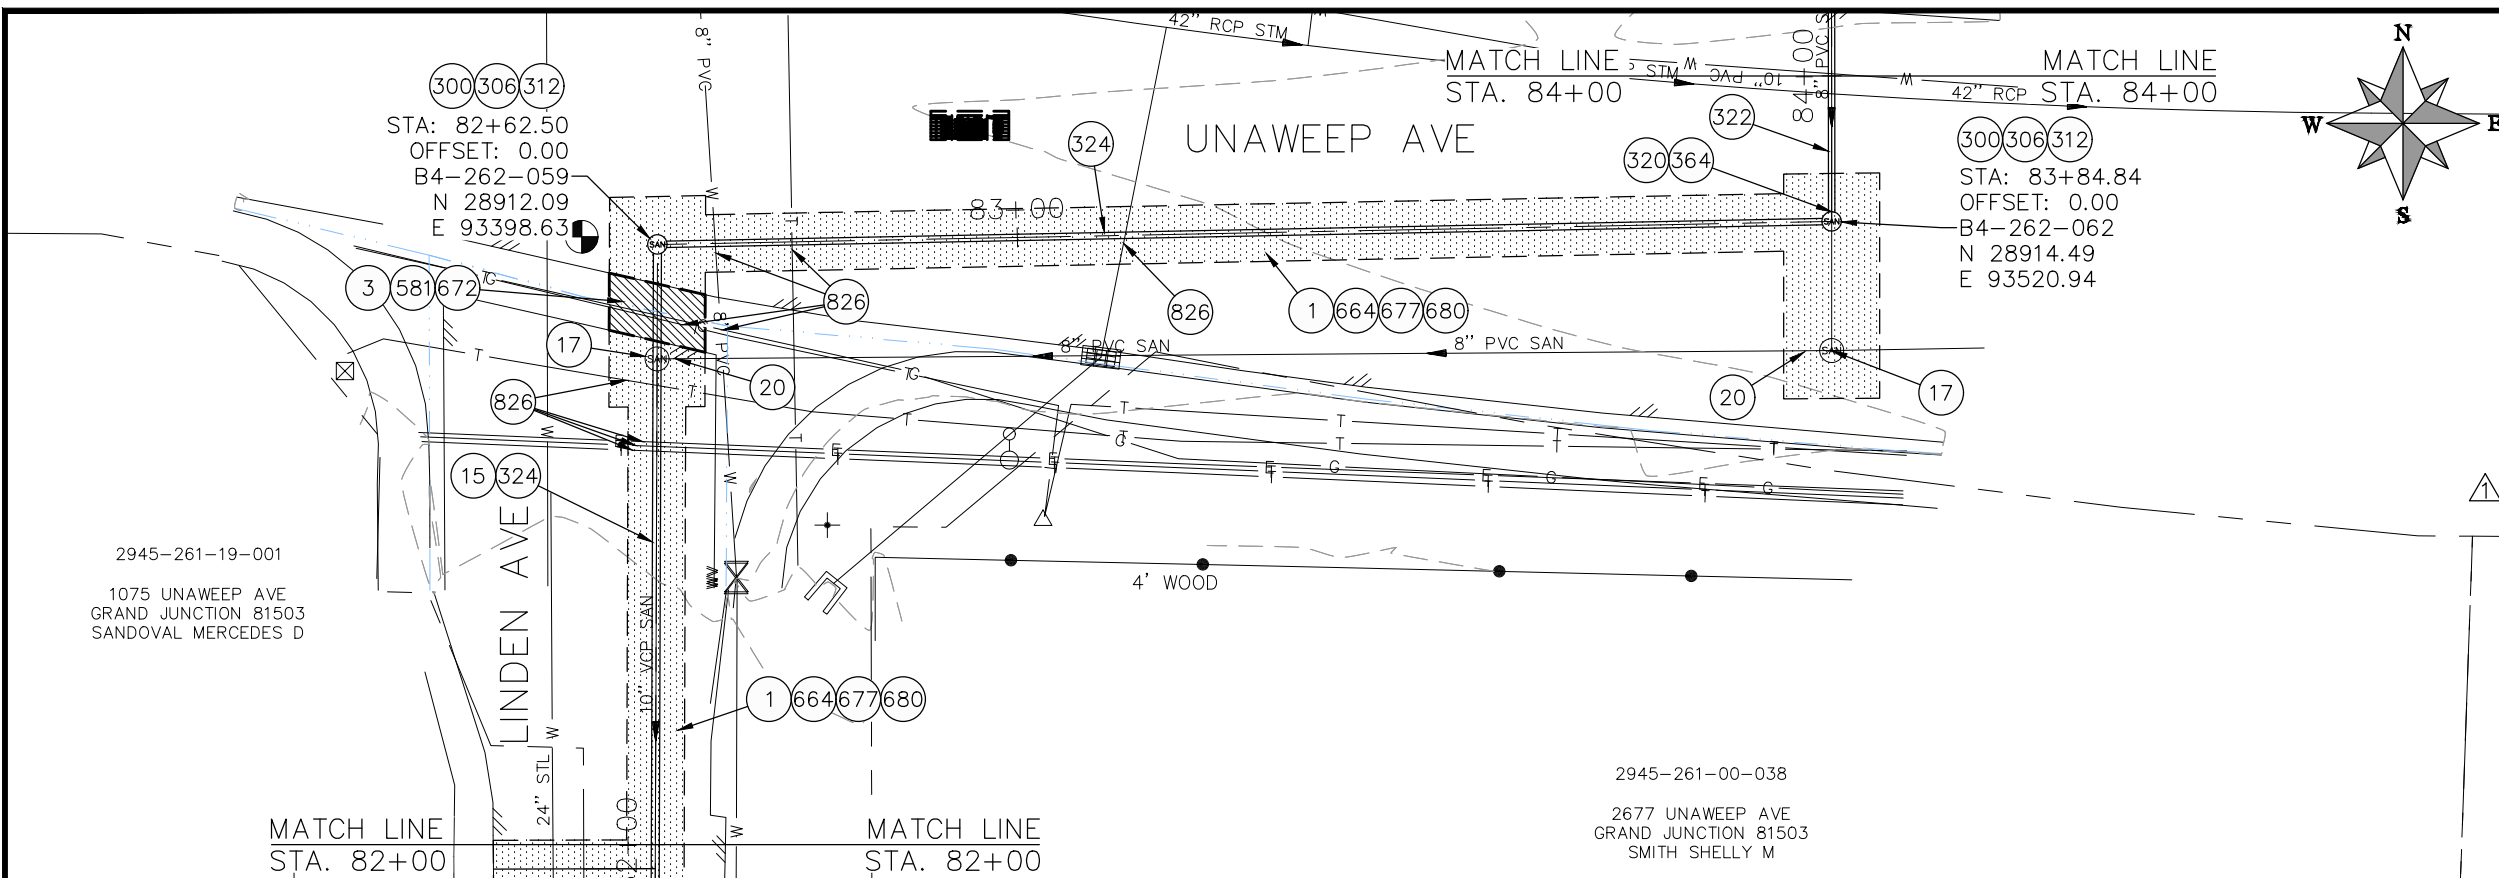 42" RCP STM
8" PVC
84+00
8" PVC S
MATCH LINE
STA. 84+00
STM
10" PVC
W
W
42" RCP
MATCH LINE
STA. 84+00
N
W
E
S
300 306 312
STA: 82+62.50
OFFSET: 0.00
B4-262-059
N 28912.09
E 93398.63
UNAWEEP AVE
324
322
320 364
300 306 312
STA: 83+84.84
OFFSET: 0.00
B4-262-062
N 28914.49
E 93520.94
83+00
SAN
SAN
W
T
3 581 672
826
826
1 664 677 680
TG
17
SAN
8" PVC
8" PVC SAN
8" PVC SAN
SAN
20
20
17
T
T
TG
826
W
T
T
T
T
T
G
T
T
T
E
T
E
T
E
T
G
E
T
G
E
T
G
15 324
W
1
2945-261-19-001
1075 UNAWEEP AVE
GRAND JUNCTION 81503
SANDOVAL MERCEDES D
LINDEN AVE
10" VCP SAN
4' WOOD
1 664 677 680
W
24" STL
W
2945-261-00-038
2677 UNAWEEP AVE
GRAND JUNCTION 81503
SMITH SHELLY M
MATCH LINE
STA. 82+00
MATCH LINE
STA. 82+00